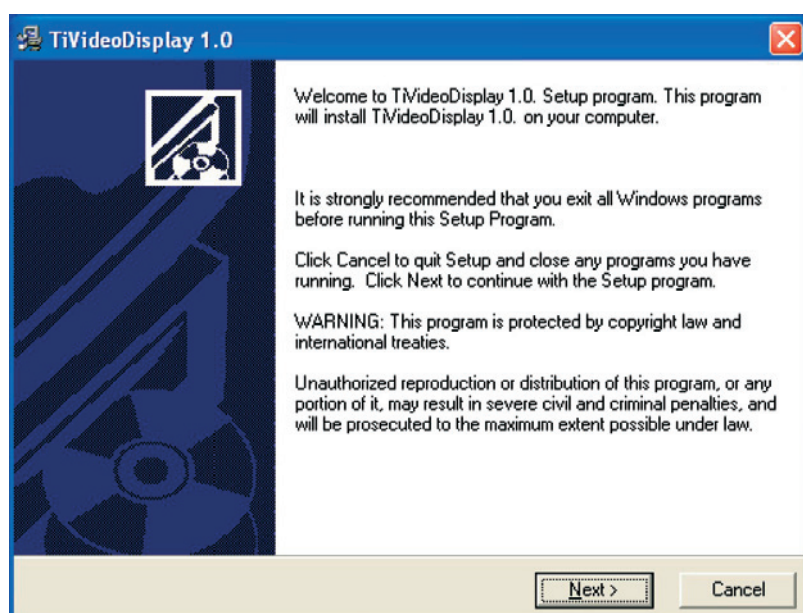 TiVideoDisplay 1.0
Welcome to TiVideoDisplay 1.0. Setup program. This program
will install TiVideoDisplay 1.0. on your computer.
It is strongly recommended that you exit all Windows programs
before running this Setup Program.
Click Cancel to quit Setup and close any programs you have
running. Click Next to continue with the Setup program.
WARNING: This program is protected by copyright law and
international treaties.
Unauthorized reproduction or distribution of this program, or any
portion of it, may result in severe civil and criminal penalties, and
will be prosecuted to the maximum extent possible under law.
Next >
Cancel